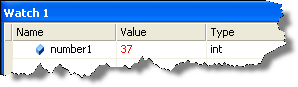 Watch 1
Name Value Type
number1 37 int